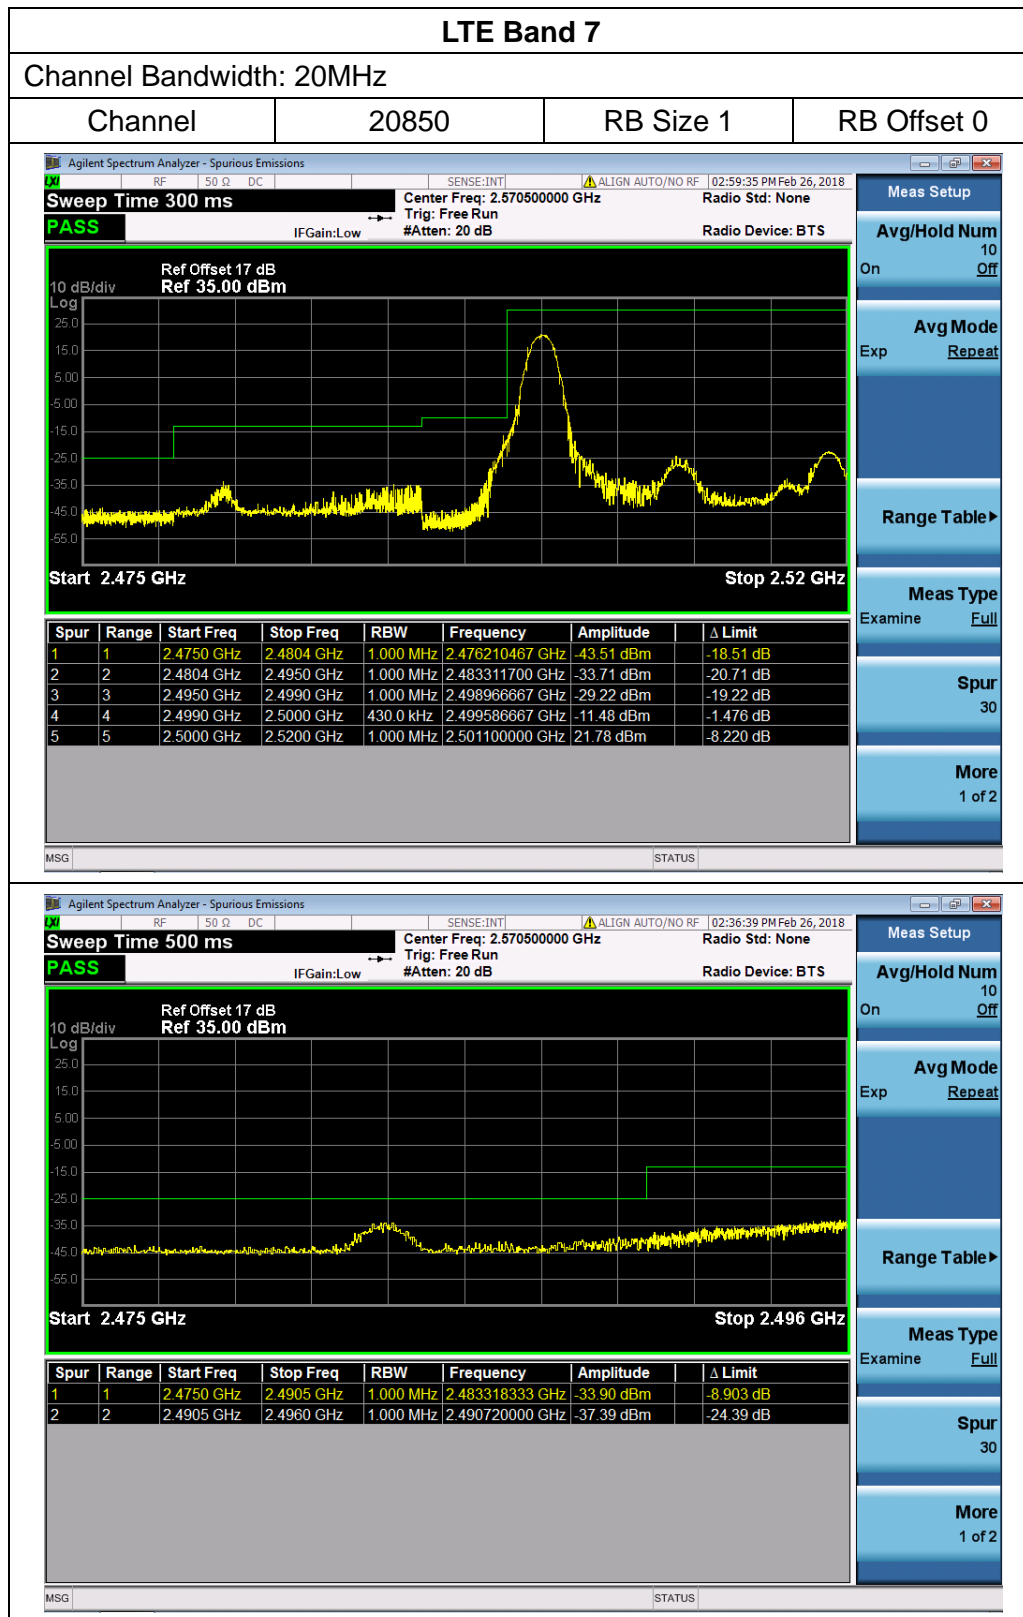 LTE Band 7
Channel Bandwidth: 20MHz
Channel 20850 RB Size 1 RB Offset 0
Agilent Spectrum Analyzer - Spurious Emissions
LXI RF 50 Ω DC SENSE:INT ALIGN AUTO/NO RF 02:59:35 PM Feb 26, 2018
Sweep Time 300 ms Center Freq: 2.570500000 GHz Radio Std: None
Trig: Free Run
PASS IFGain:Low #Atten: 20 dB Radio Device: BTS
Ref Offset 17 dB
10 dB/div Ref 35.00 dBm
Log
25.0
15.0
5.00
-5.00
-15.0
-25.0
-35.0
-45.0
-55.0
Start 2.475 GHz Stop 2.52 GHz
Spur Range Start Freq Stop Freq RBW Frequency Amplitude Δ Limit
1 1 2.4750 GHz 2.4804 GHz 1.000 MHz 2.476210467 GHz -43.51 dBm -18.51 dB
2 2 2.4804 GHz 2.4950 GHz 1.000 MHz 2.483311700 GHz -33.71 dBm -20.71 dB
3 3 2.4950 GHz 2.4990 GHz 1.000 MHz 2.498966667 GHz -29.22 dBm -19.22 dB
4 4 2.4990 GHz 2.5000 GHz 430.0 kHz 2.499586667 GHz -11.48 dBm -1.476 dB
5 5 2.5000 GHz 2.5200 GHz 1.000 MHz 2.501100000 GHz 21.78 dBm -8.220 dB
MSG STATUS
Meas Setup
Avg/Hold Num
10
On Off
Avg Mode
Exp Repeat
Range Table
Meas Type
Examine Full
Spur
30
More
1 of 2
Agilent Spectrum Analyzer - Spurious Emissions
LXI RF 50 Ω DC SENSE:INT ALIGN AUTO/NO RF 02:36:39 PM Feb 26, 2018
Sweep Time 500 ms Center Freq: 2.570500000 GHz Radio Std: None
Trig: Free Run
PASS IFGain:Low #Atten: 20 dB Radio Device: BTS
Ref Offset 17 dB
10 dB/div Ref 35.00 dBm
Log
25.0
15.0
5.00
-5.00
-15.0
-25.0
-35.0
-45.0
-55.0
Start 2.475 GHz Stop 2.496 GHz
Spur Range Start Freq Stop Freq RBW Frequency Amplitude Δ Limit
1 1 2.4750 GHz 2.4905 GHz 1.000 MHz 2.483318333 GHz -33.90 dBm -8.903 dB
2 2 2.4905 GHz 2.4960 GHz 1.000 MHz 2.490720000 GHz -37.39 dBm -24.39 dB
MSG STATUS
Meas Setup
Avg/Hold Num
10
On Off
Avg Mode
Exp Repeat
Range Table
Meas Type
Examine Full
Spur
30
More
1 of 2